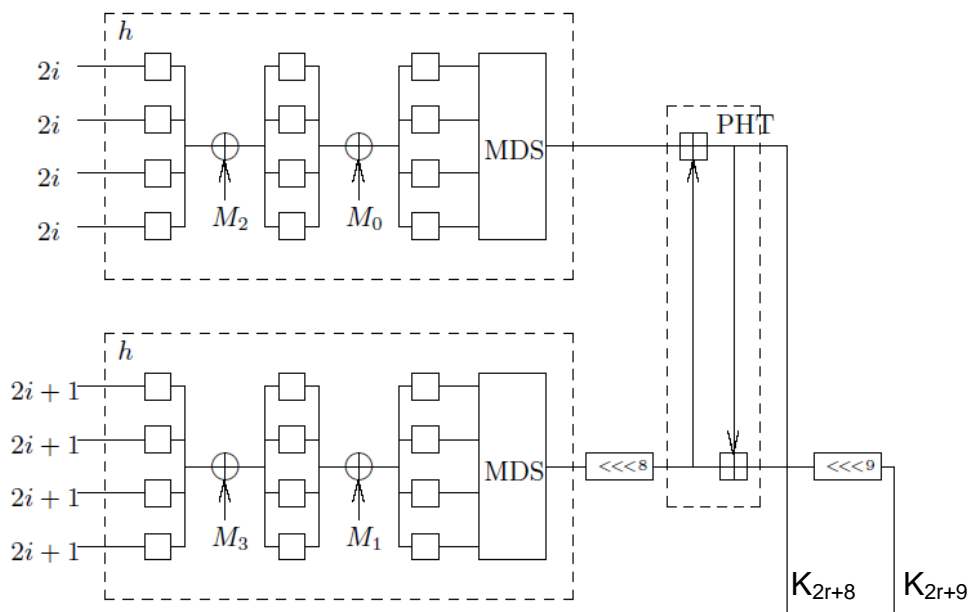 h
2i
2i
2i
2i
M₂
M₀
MDS
PHT
h
2i + 1
2i + 1
2i + 1
2i + 1
M₃
M₁
MDS
<<<8
<<<9
K₂ᵣ₊₈
K₂ᵣ₊₉